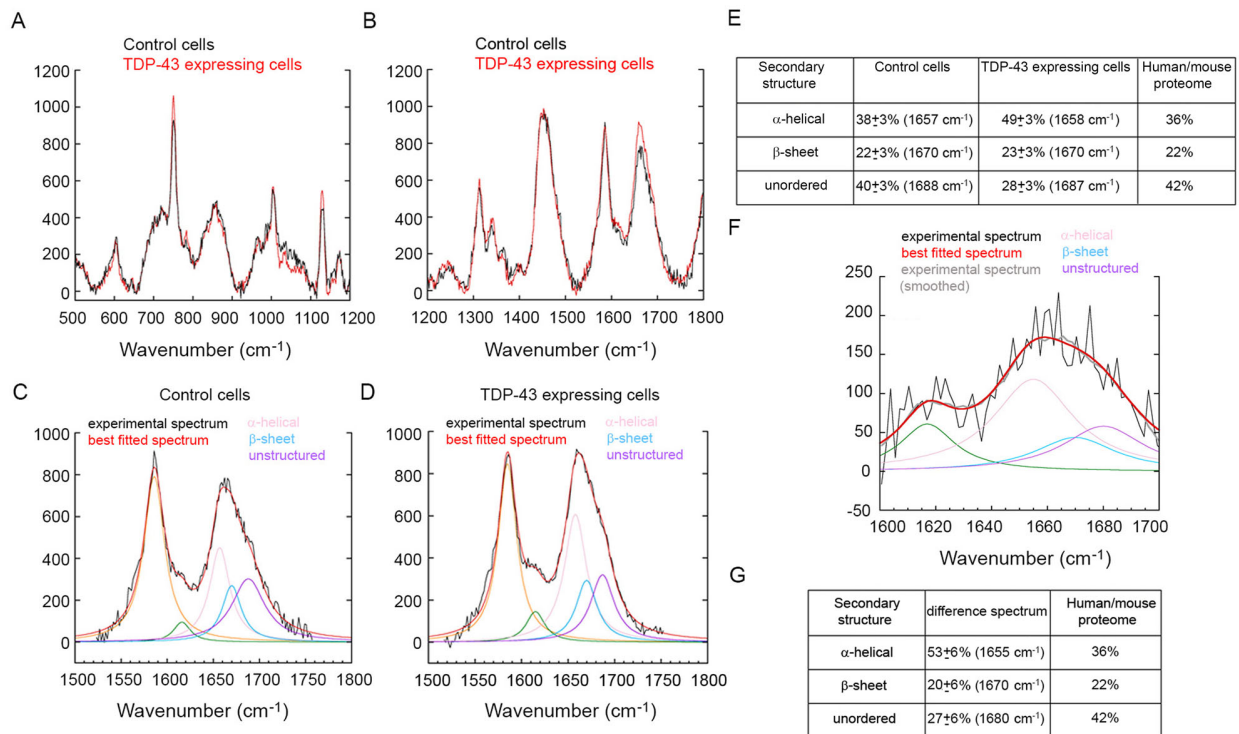 A
Control cells
TDP-43 expressing cells
1200
1000
800
600
400
200
0
500 600 700 800 900 1000 1100 1200
Wavenumber (cm-1)
B
Control cells
TDP-43 expressing cells
1200
1000
800
600
400
200
0
1200 1300 1400 1500 1600 1700 1800
Wavenumber (cm-1)
C
Control cells
experimental spectrum
best fitted spectrum
α-helical
β-sheet
unstructured
1000
800
600
400
200
0
1500 1550 1600 1650 1700 1750 1800
Wavenumber (cm-1)
D
TDP-43 expressing cells
experimental spectrum
best fitted spectrum
α-helical
β-sheet
unstructured
1000
800
600
400
200
0
1500 1550 1600 1650 1700 1750 1800
Wavenumber (cm-1)
E
Secondary structure Control cells TDP-43 expressing cells Human/mouse proteome
α-helical 38±3% (1657 cm-1) 49±3% (1658 cm-1) 36%
β-sheet 22±3% (1670 cm-1) 23±3% (1670 cm-1) 22%
unordered 40±3% (1688 cm-1) 28±3% (1687 cm-1) 42%
F
experimental spectrum
best fitted spectrum
experimental spectrum
(smoothed)
α-helical
β-sheet
unstructured
250
200
150
100
50
0
-50
1600 1620 1640 1660 1680 1700
Wavenumber (cm-1)
G
Secondary structure difference spectrum Human/mouse proteome
α-helical 53±6% (1655 cm-1) 36%
β-sheet 20±6% (1670 cm-1) 22%
unordered 27±6% (1680 cm-1) 42%